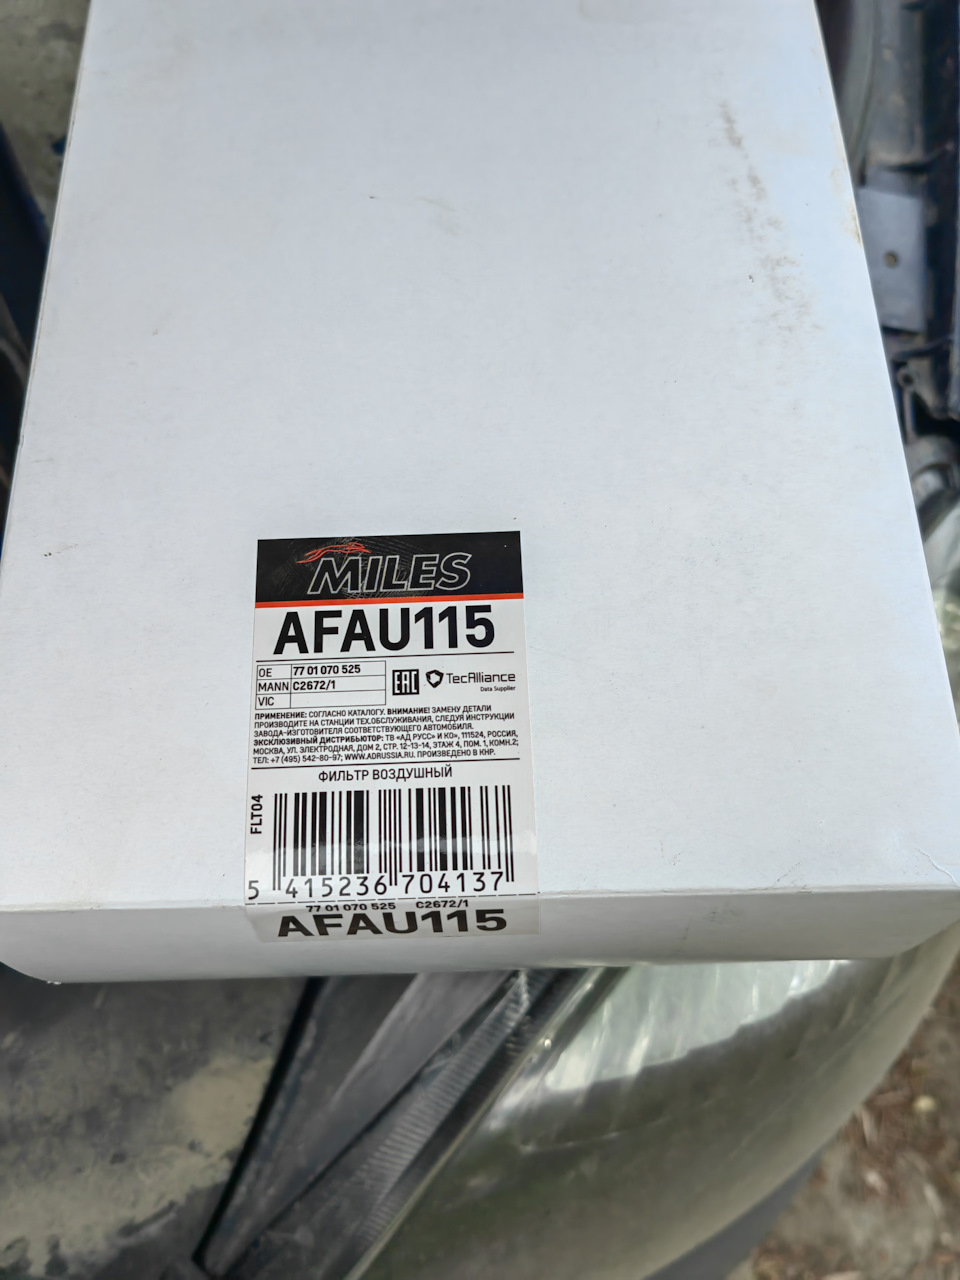 MILES
AFAU115
OE 77 01 070 525
MANN C2672/1
VIC
EAC
TecAlliance
Data Supplier
ПРИМЕНЕНИЕ: СОГЛАСНО КАТАЛОГУ. ВНИМАНИЕ! ЗАМЕНУ ДЕТАЛИ
ПРОИЗВОДИТЕ НА СТАНЦИИ ТЕХ.ОБСЛУЖИВАНИЯ, СЛЕДУЯ ИНСТРУКЦИИ
ЗАВОДА-ИЗГОТОВИТЕЛЯ СООТВЕТСТВУЮЩЕГО АВТОМОБИЛЯ.
ЭКСКЛЮЗИВНЫЙ ДИСТРИБЬЮТОР: ТВ «АД РУСС» И КО», 111524, РОССИЯ,
МОСКВА, УЛ. ЭЛЕКТРОДНАЯ, ДОМ 2, СТР. 12-13-14, ЭТАЖ 4, ПОМ. 1, КОМН.2;
ТЕЛ: +7 (495) 542-80-97; WWW.ADRUSSIA.RU. ПРОИЗВЕДЕНО В КНР.
ФИЛЬТР ВОЗДУШНЫЙ
FLT04
5 415236 704137
77 01 070 525 C2672/1
AFAU115